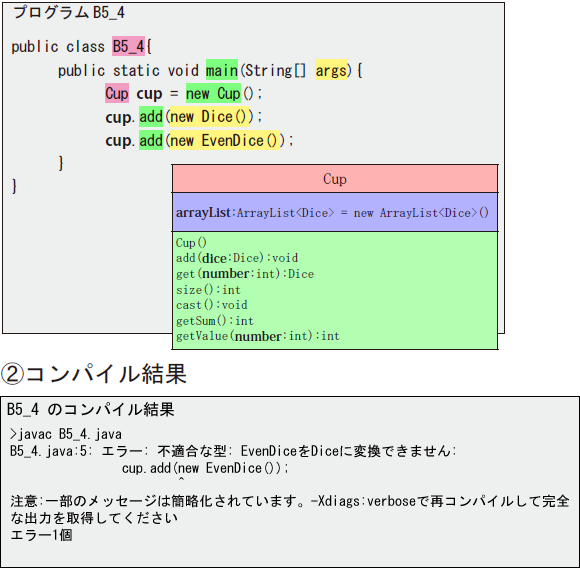 プログラム B5_4
public class B5_4{
public static void main(String[] args){
Cup cup = new Cup();
cup.add(new Dice());
cup.add(new EvenDice());
}
}
Cup
arrayList:ArrayList<Dice> = new ArrayList<Dice>()
Cup()
add(dice:Dice):void
get(number:int):Dice
size():int
cast():void
getSum():int
getValue(number:int):int
②コンパイル結果
B5_4 のコンパイル結果
>javac B5_4.java
B5_4.java:5: エラー: 不適合な型: EvenDiceをDiceに変換できません:
cup.add(new EvenDice());
^
注意:一部のメッセージは簡略化されています。-Xdiags:verboseで再コンパイルして完全
な出力を取得してください
エラー1個